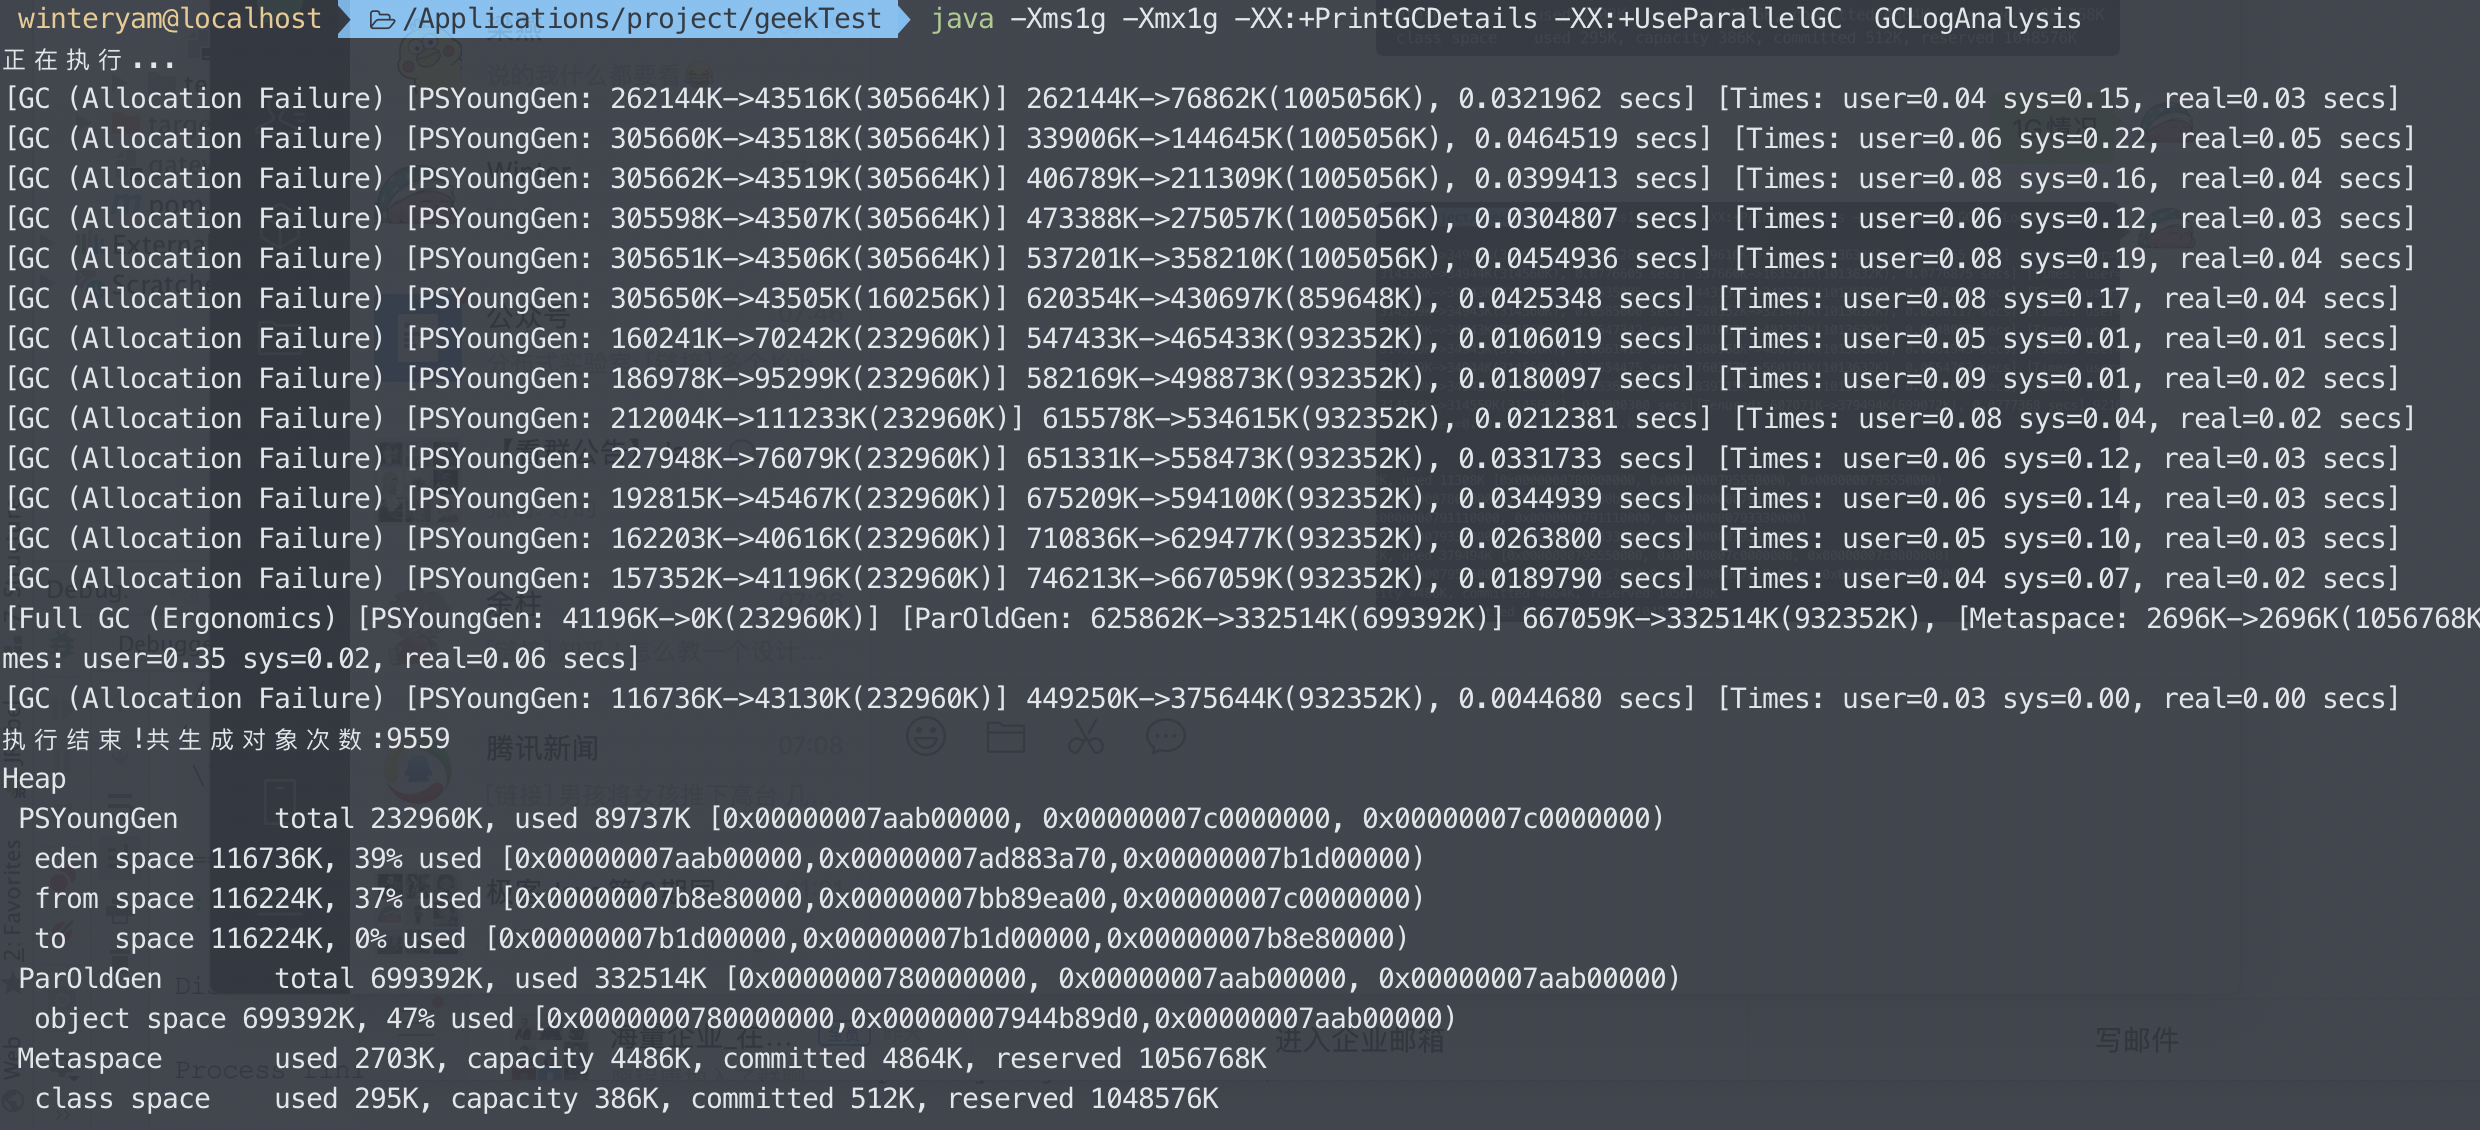 winteryam@localhost /Applications/project/geekTest java -Xms1g -Xmx1g -XX:+PrintGCDetails -XX:+UseParallelGC  GCLogAnalysis
正在执行...
[GC (Allocation Failure) [PSYoungGen: 262144K->43516K(305664K)] 262144K->76862K(1005056K), 0.0321962 secs] [Times: user=0.04 sys=0.15, real=0.03 secs]
[GC (Allocation Failure) [PSYoungGen: 305660K->43518K(305664K)] 339006K->144645K(1005056K), 0.0464519 secs] [Times: user=0.06 sys=0.22, real=0.05 secs]
[GC (Allocation Failure) [PSYoungGen: 305662K->43519K(305664K)] 406789K->211309K(1005056K), 0.0399413 secs] [Times: user=0.08 sys=0.16, real=0.04 secs]
[GC (Allocation Failure) [PSYoungGen: 305598K->43507K(305664K)] 473388K->275057K(1005056K), 0.0304807 secs] [Times: user=0.06 sys=0.12, real=0.03 secs]
[GC (Allocation Failure) [PSYoungGen: 305651K->43506K(305664K)] 537201K->358210K(1005056K), 0.0454936 secs] [Times: user=0.08 sys=0.19, real=0.04 secs]
[GC (Allocation Failure) [PSYoungGen: 305650K->43505K(160256K)] 620354K->430697K(859648K), 0.0425348 secs] [Times: user=0.08 sys=0.17, real=0.04 secs]
[GC (Allocation Failure) [PSYoungGen: 160241K->70242K(232960K)] 547433K->465433K(932352K), 0.0106019 secs] [Times: user=0.05 sys=0.01, real=0.01 secs]
[GC (Allocation Failure) [PSYoungGen: 186978K->95299K(232960K)] 582169K->498873K(932352K), 0.0180097 secs] [Times: user=0.09 sys=0.01, real=0.02 secs]
[GC (Allocation Failure) [PSYoungGen: 212004K->111233K(232960K)] 615578K->534615K(932352K), 0.0212381 secs] [Times: user=0.08 sys=0.04, real=0.02 secs]
[GC (Allocation Failure) [PSYoungGen: 227948K->76079K(232960K)] 651331K->558473K(932352K), 0.0331733 secs] [Times: user=0.06 sys=0.12, real=0.03 secs]
[GC (Allocation Failure) [PSYoungGen: 192815K->45467K(232960K)] 675209K->594100K(932352K), 0.0344939 secs] [Times: user=0.06 sys=0.14, real=0.03 secs]
[GC (Allocation Failure) [PSYoungGen: 162203K->40616K(232960K)] 710836K->629477K(932352K), 0.0263800 secs] [Times: user=0.05 sys=0.10, real=0.03 secs]
[GC (Allocation Failure) [PSYoungGen: 157352K->41196K(232960K)] 746213K->667059K(932352K), 0.0189790 secs] [Times: user=0.04 sys=0.07, real=0.02 secs]
[Full GC (Ergonomics) [PSYoungGen: 41196K->0K(232960K)] [ParOldGen: 625862K->332514K(699392K)] 667059K->332514K(932352K), [Metaspace: 2696K->2696K(1056768K
mes: user=0.35 sys=0.02, real=0.06 secs]
[GC (Allocation Failure) [PSYoungGen: 116736K->43130K(232960K)] 449250K->375644K(932352K), 0.0044680 secs] [Times: user=0.03 sys=0.00, real=0.00 secs]
执行结束!共生成对象次数:9559
Heap
 PSYoungGen      total 232960K, used 89737K [0x00000007aab00000, 0x00000007c0000000, 0x00000007c0000000)
  eden space 116736K, 39% used [0x00000007aab00000,0x00000007ad883a70,0x00000007b1d00000)
  from space 116224K, 37% used [0x00000007b8e80000,0x00000007bb89ea00,0x00000007c0000000)
  to   space 116224K, 0% used [0x00000007b1d00000,0x00000007b1d00000,0x00000007b8e80000)
 ParOldGen       total 699392K, used 332514K [0x0000000780000000, 0x00000007aab00000, 0x00000007aab00000)
  object space 699392K, 47% used [0x0000000780000000,0x00000007944b89d0,0x00000007aab00000)
 Metaspace       used 2703K, capacity 4486K, committed 4864K, reserved 1056768K
  class space    used 295K, capacity 386K, committed 512K, reserved 1048576K